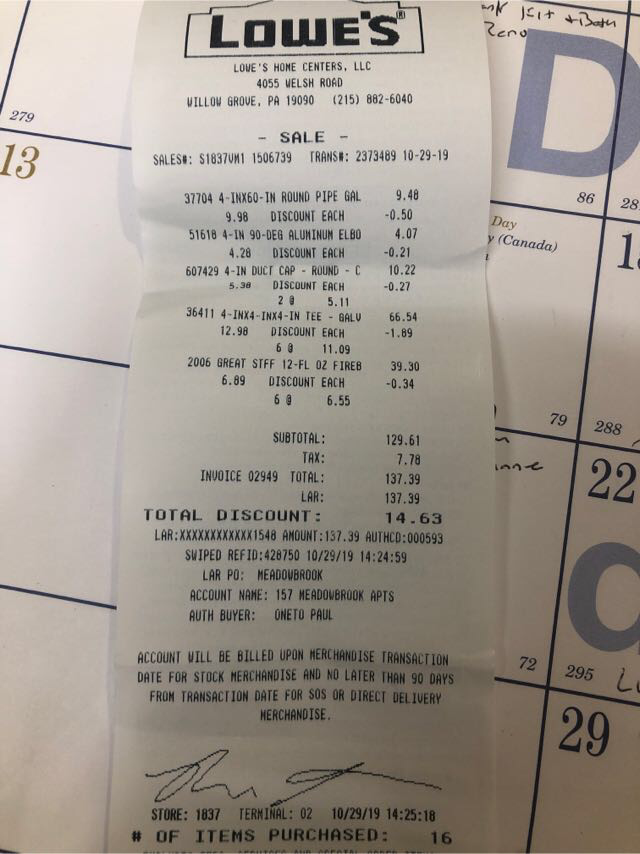 LOWE'S®
LOWE'S HOME CENTERS, LLC
4055 WELSH ROAD
WILLOW GROVE, PA 19090 (215) 882-6040
- SALE -
SALES#: S1837VM1 1506739 TRANS#: 2373489 10-29-19
37704 4-INX60-IN ROUND PIPE GAL 9.48
9.98 DISCOUNT EACH -0.50
51618 4-IN 90-DEG ALUMINUM ELBO 4.07
4.28 DISCOUNT EACH -0.21
607429 4-IN DUCT CAP - ROUND - C 10.22
5.38 DISCOUNT EACH -0.27
2 @ 5.11
36411 4-INX4-INX4-IN TEE - GALV 66.54
12.98 DISCOUNT EACH -1.89
6 @ 11.09
2006 GREAT STFF 12-FL OZ FIREB 39.30
6.89 DISCOUNT EACH -0.34
6 @ 6.55
SUBTOTAL: 129.61
TAX: 7.78
INVOICE 02949 TOTAL: 137.39
LAR: 137.39
TOTAL DISCOUNT: 14.63
LAR:XXXXXXXXXXXX1548 AMOUNT:137.39 AUTHCD:000593
SWIPED REFID:428750 10/29/19 14:24:59
LAR PO: MEADOWBROOK
ACCOUNT NAME: 157 MEADOWBROOK APTS
AUTH BUYER: ONETO PAUL
ACCOUNT WILL BE BILLED UPON MERCHANDISE TRANSACTION
DATE FOR STOCK MERCHANDISE AND NO LATER THAN 90 DAYS
FROM TRANSACTION DATE FOR SOS OR DIRECT DELIVERY
MERCHANDISE.
STORE: 1837 TERMINAL: 02 10/29/19 14:25:18
# OF ITEMS PURCHASED: 16
279
13
Kit + Bath
Reno
D
86
28
Day
(Canada)
1
79
288
22
72
295
29